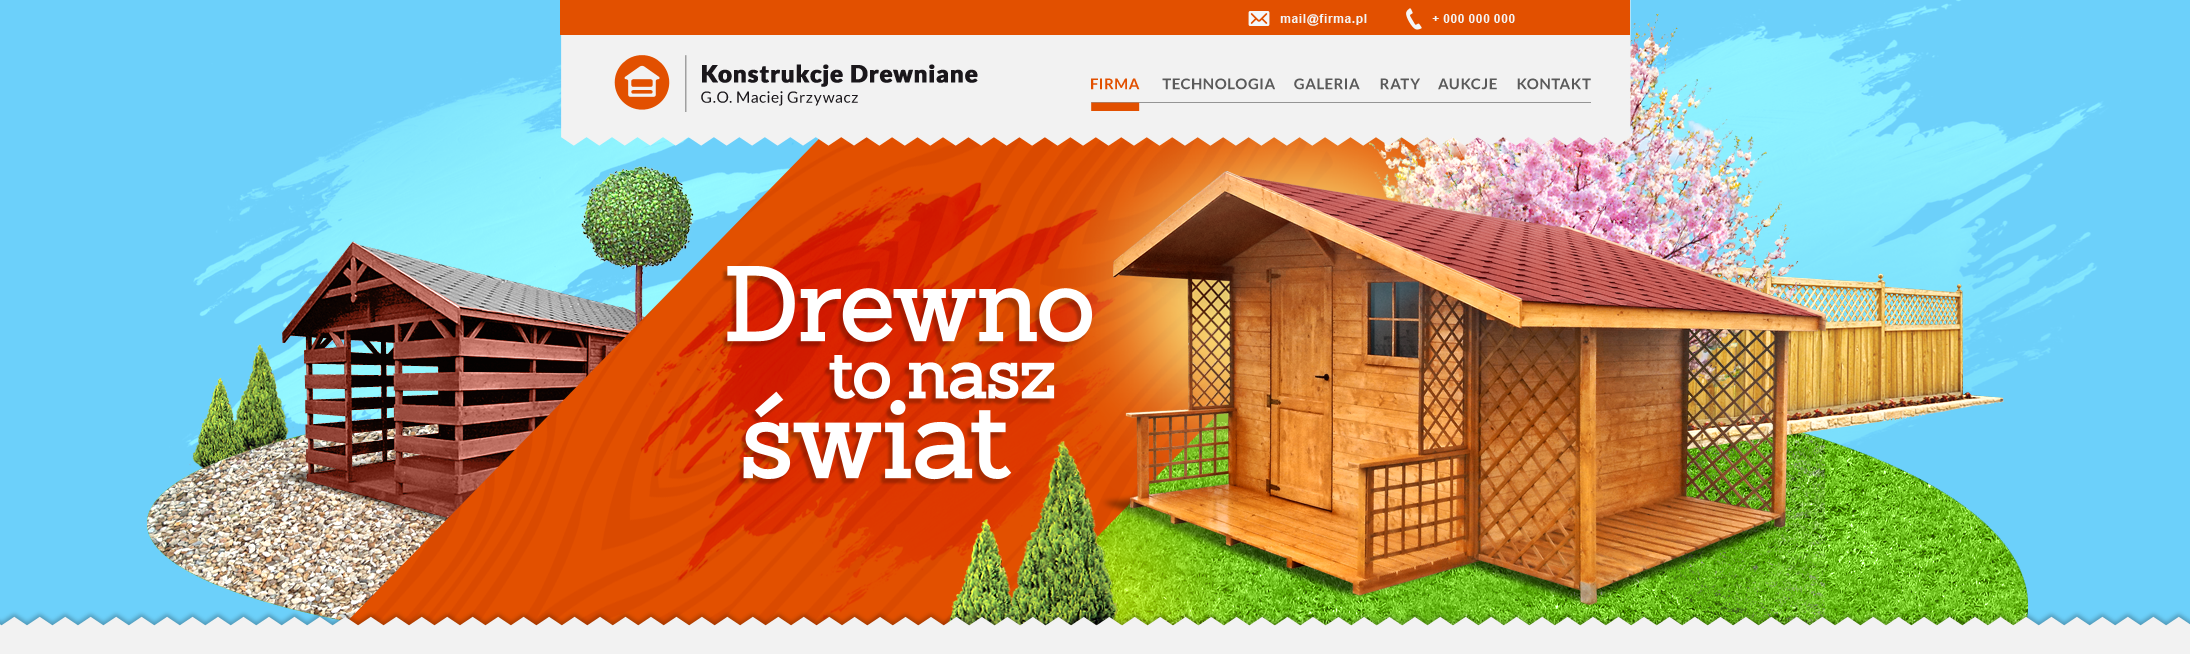 mail@firma.pl
+ 000 000 000
Konstrukcje Drewniane
G.O. Maciej Grzywacz
FIRMA TECHNOLOGIA GALERIA RATY AUKCJE KONTAKT
Drewno
to nasz
świat